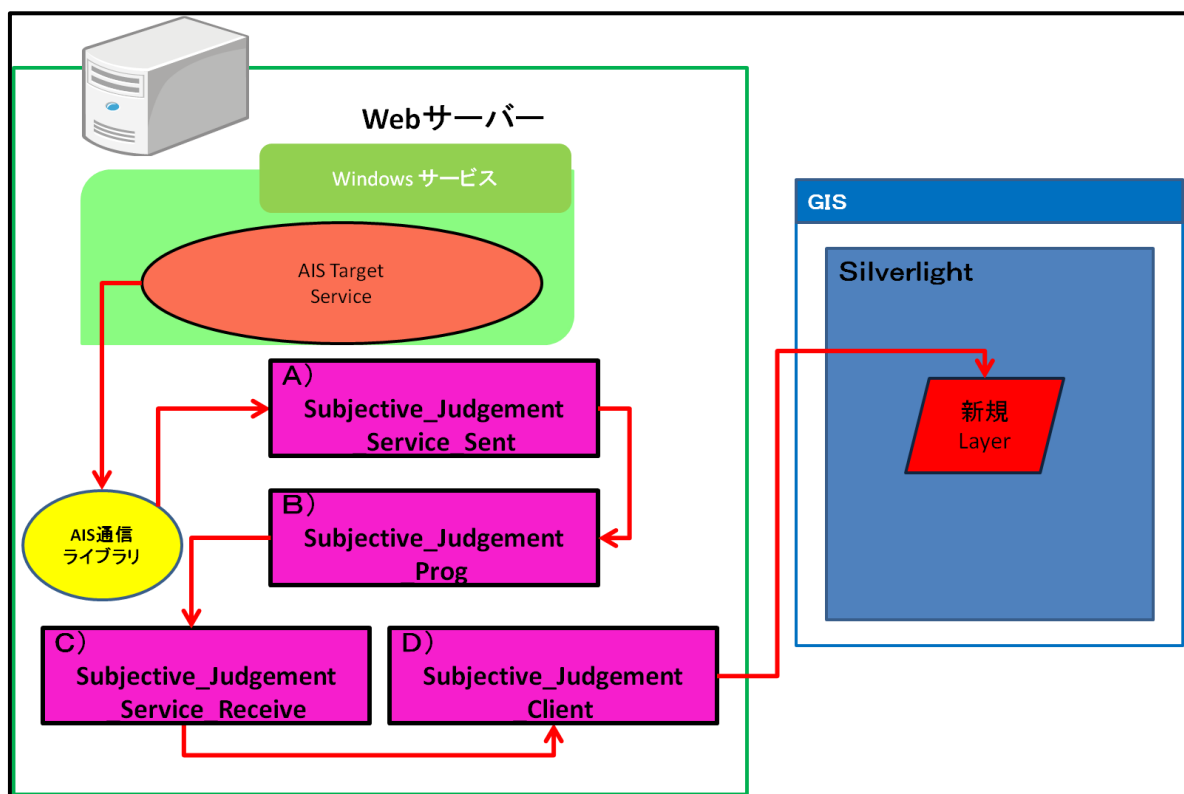 Webサーバー
Windows サービス
AIS Target
Service
A)
Subjective_Judgement
_Service_Sent
B)
Subjective_Judgement
_Prog
AIS通信
ライブラリ
C)
Subjective_Judgement
_Service_Receive
D)
Subjective_Judgement
_Client
GIS
Silverlight
新規
Layer